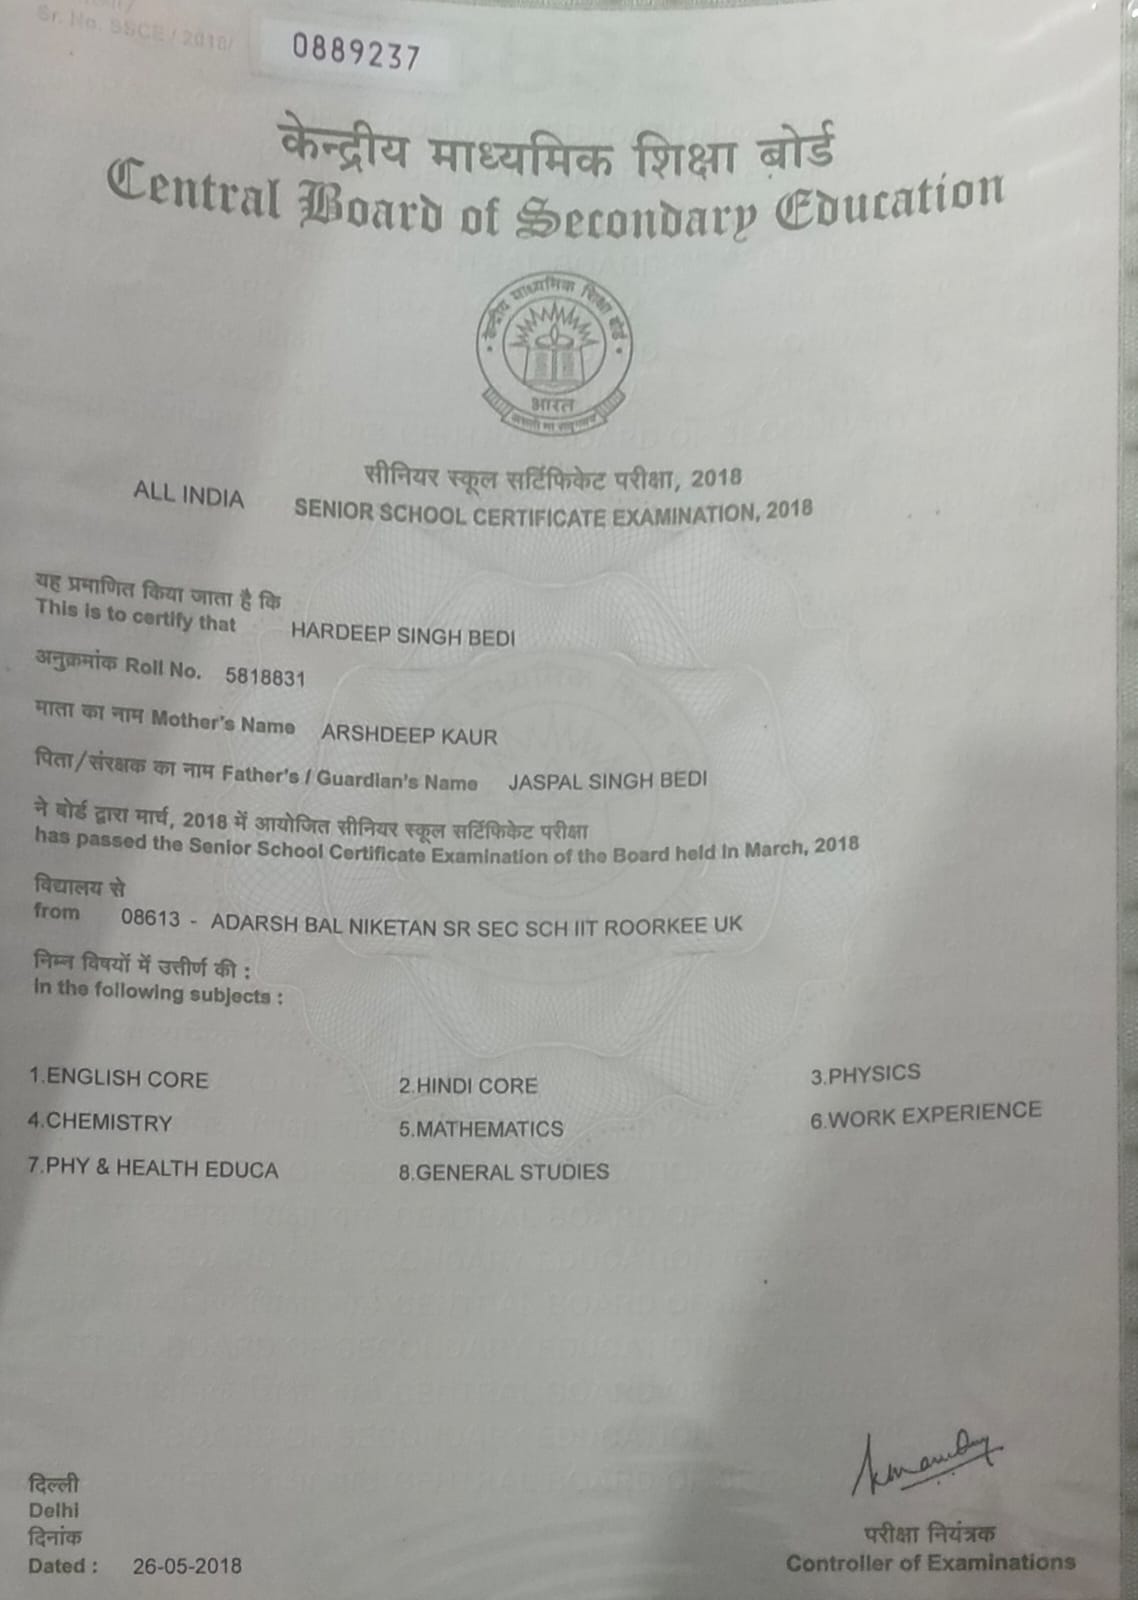 Sr. No. SSCE / 2018/ 0889237
केन्द्रीय माध्यमिक शिक्षा बोर्ड
Central Board of Secondary Education
केन्द्रीय माध्यमिक शिक्षा बोर्ड
भारत
सीनियर स्कूल सर्टिफिकेट परीक्षा, 2018
ALL INDIA SENIOR SCHOOL CERTIFICATE EXAMINATION, 2018
यह प्रमाणित किया जाता है कि
This is to certify that HARDEEP SINGH BEDI
अनुक्रमांक Roll No. 5818831
माता का नाम Mother's Name ARSHDEEP KAUR
पिता/संरक्षक का नाम Father's / Guardian's Name JASPAL SINGH BEDI
ने बोर्ड द्वारा मार्च, 2018 में आयोजित सीनियर स्कूल सर्टिफिकेट परीक्षा
has passed the Senior School Certificate Examination of the Board held in March, 2018
विद्यालय से
from 08613 - ADARSH BAL NIKETAN SR SEC SCH IIT ROORKEE UK
निम्न विषयों में उत्तीर्ण की :
in the following subjects :
1.ENGLISH CORE 2.HINDI CORE 3.PHYSICS
4.CHEMISTRY 5.MATHEMATICS 6.WORK EXPERIENCE
7.PHY & HEALTH EDUCA 8.GENERAL STUDIES
दिल्ली
Delhi
दिनांक
Dated : 26-05-2018
परीक्षा नियंत्रक
Controller of Examinations